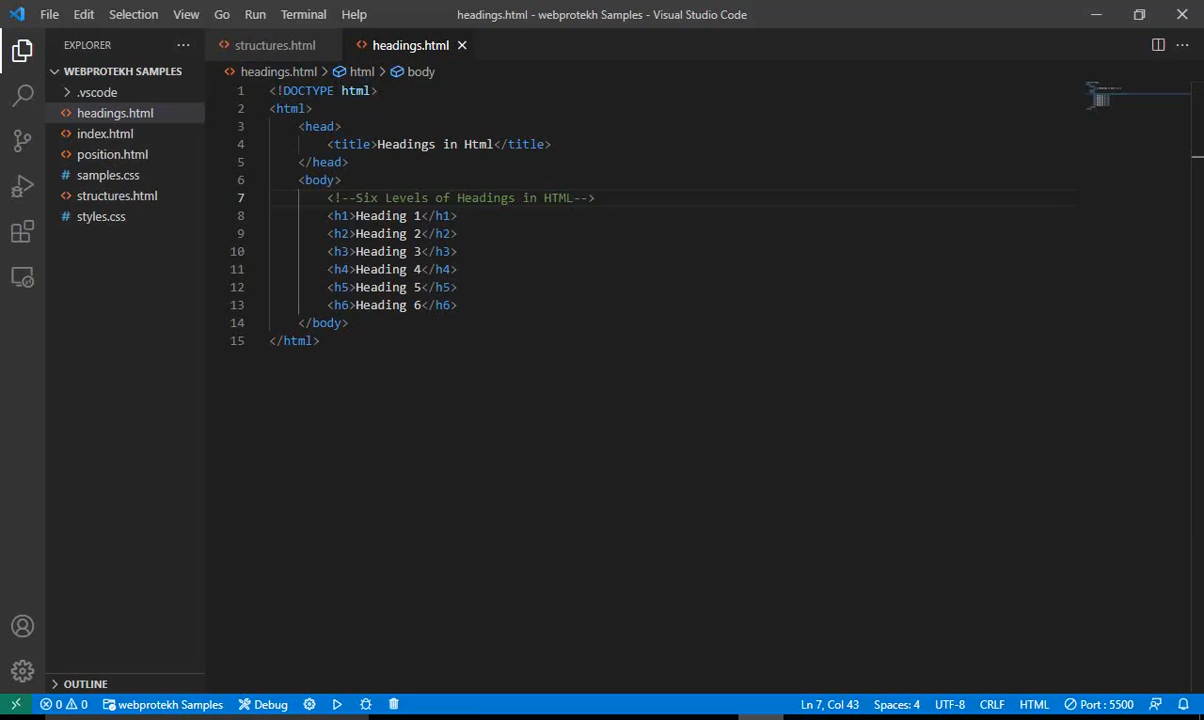 File Edit Selection View Go Run Terminal Help headings.html - webprotekh Samples - Visual Studio Code
EXPLORER
WEBPROTEKH SAMPLES
.vscode
headings.html
index.html
position.html
samples.css
structures.html
styles.css
OUTLINE
structures.html headings.html
headings.html > html > body
1 <!DOCTYPE html>
2 <html>
3 <head>
4 <title>Headings in Html</title>
5 </head>
6 <body>
7 <!--Six Levels of Headings in HTML-->
8 <h1>Heading 1</h1>
9 <h2>Heading 2</h2>
10 <h3>Heading 3</h3>
11 <h4>Heading 4</h4>
12 <h5>Heading 5</h5>
13 <h6>Heading 6</h6>
14 </body>
15 </html>
0 0 webprotekh Samples Debug Ln 7, Col 43 Spaces: 4 UTF-8 CRLF HTML Port : 5500